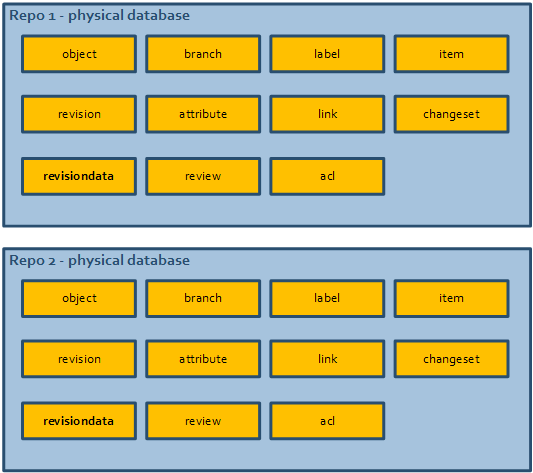 Repo 1 - physical database
object branch label item
revision attribute link changeset
revisiondata review acl
Repo 2 - physical database
object branch label item
revision attribute link changeset
revisiondata review acl